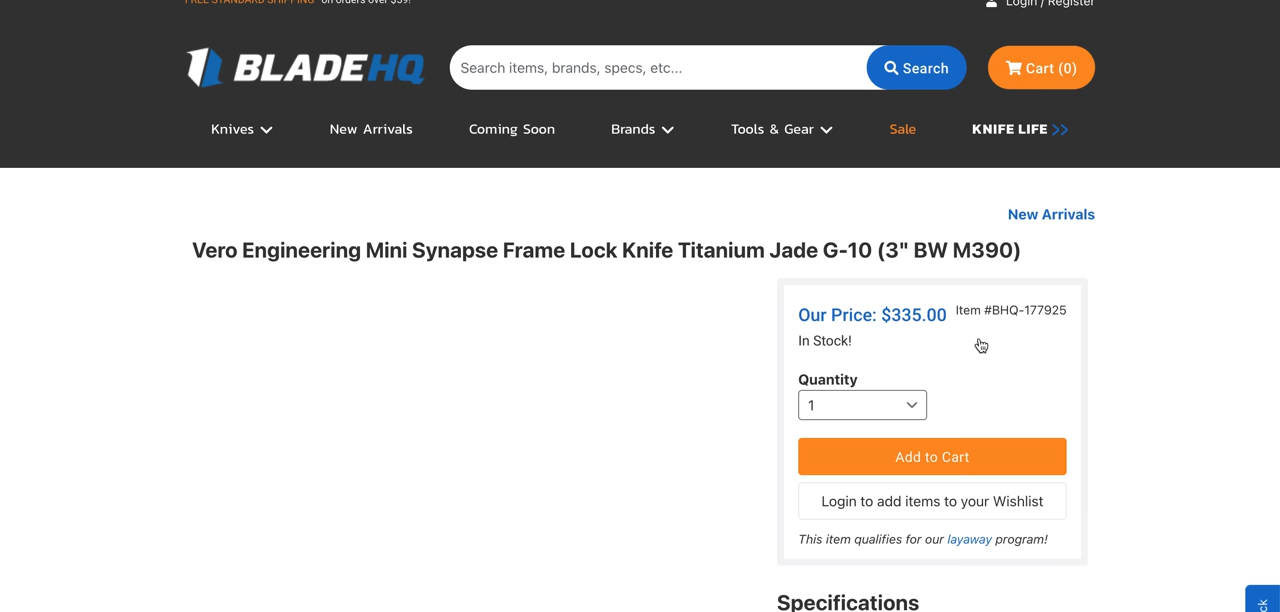 FREE STANDARD SHIPPING* on orders over $99!
Login / Register
BLADEHQ
Search items, brands, specs, etc...
Search
Cart (0)
Knives
New Arrivals
Coming Soon
Brands
Tools & Gear
Sale
KNIFE LIFE >>
New Arrivals
Vero Engineering Mini Synapse Frame Lock Knife Titanium Jade G-10 (3" BW M390)
Our Price: $335.00
Item #BHQ-177925
In Stock!
Quantity
1
Add to Cart
Login to add items to your Wishlist
This item qualifies for our layaway program!
Specifications